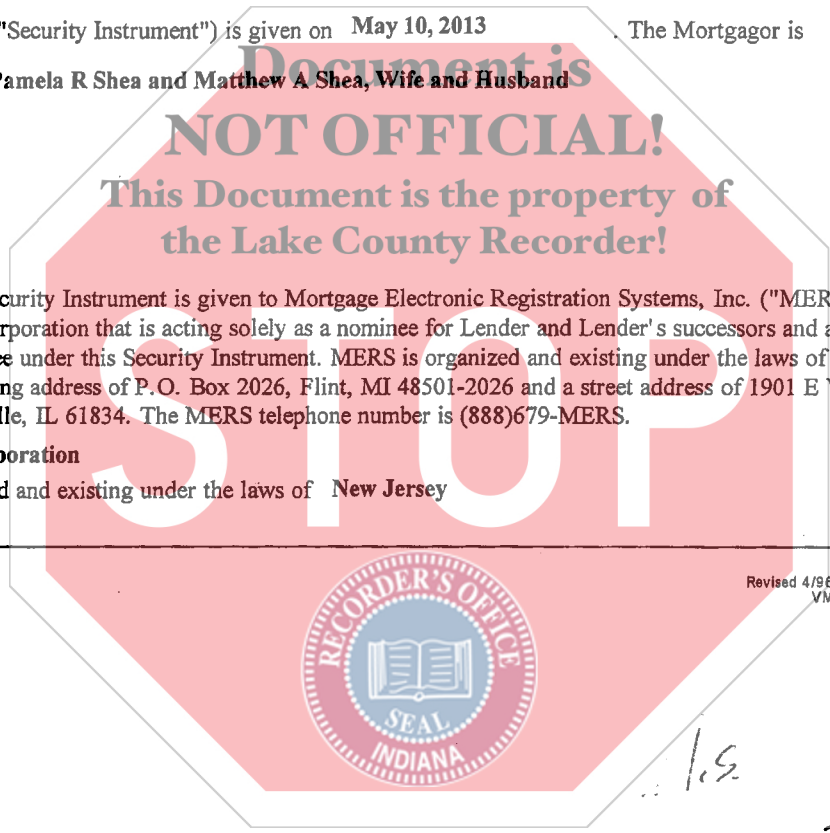 "Security Instrument") is given on May 10, 2013 . The Mortgagor is
Pamela R Shea and Matthew A Shea, Wife and Husband
Document is
NOT OFFICIAL!
This Document is the property of
the Lake County Recorder!
curity Instrument is given to Mortgage Electronic Registration Systems, Inc. ("MER
rporation that is acting solely as a nominee for Lender and Lender's successors and a
ee under this Security Instrument. MERS is organized and existing under the laws of
ng address of P.O. Box 2026, Flint, MI 48501-2026 and a street address of 1901 E
lle, IL 61834. The MERS telephone number is (888)679-MERS.
STOP
poration
d and existing under the laws of New Jersey
Revised 4/96
VM
RECORDER'S OFFICE
SEAL
INDIANA